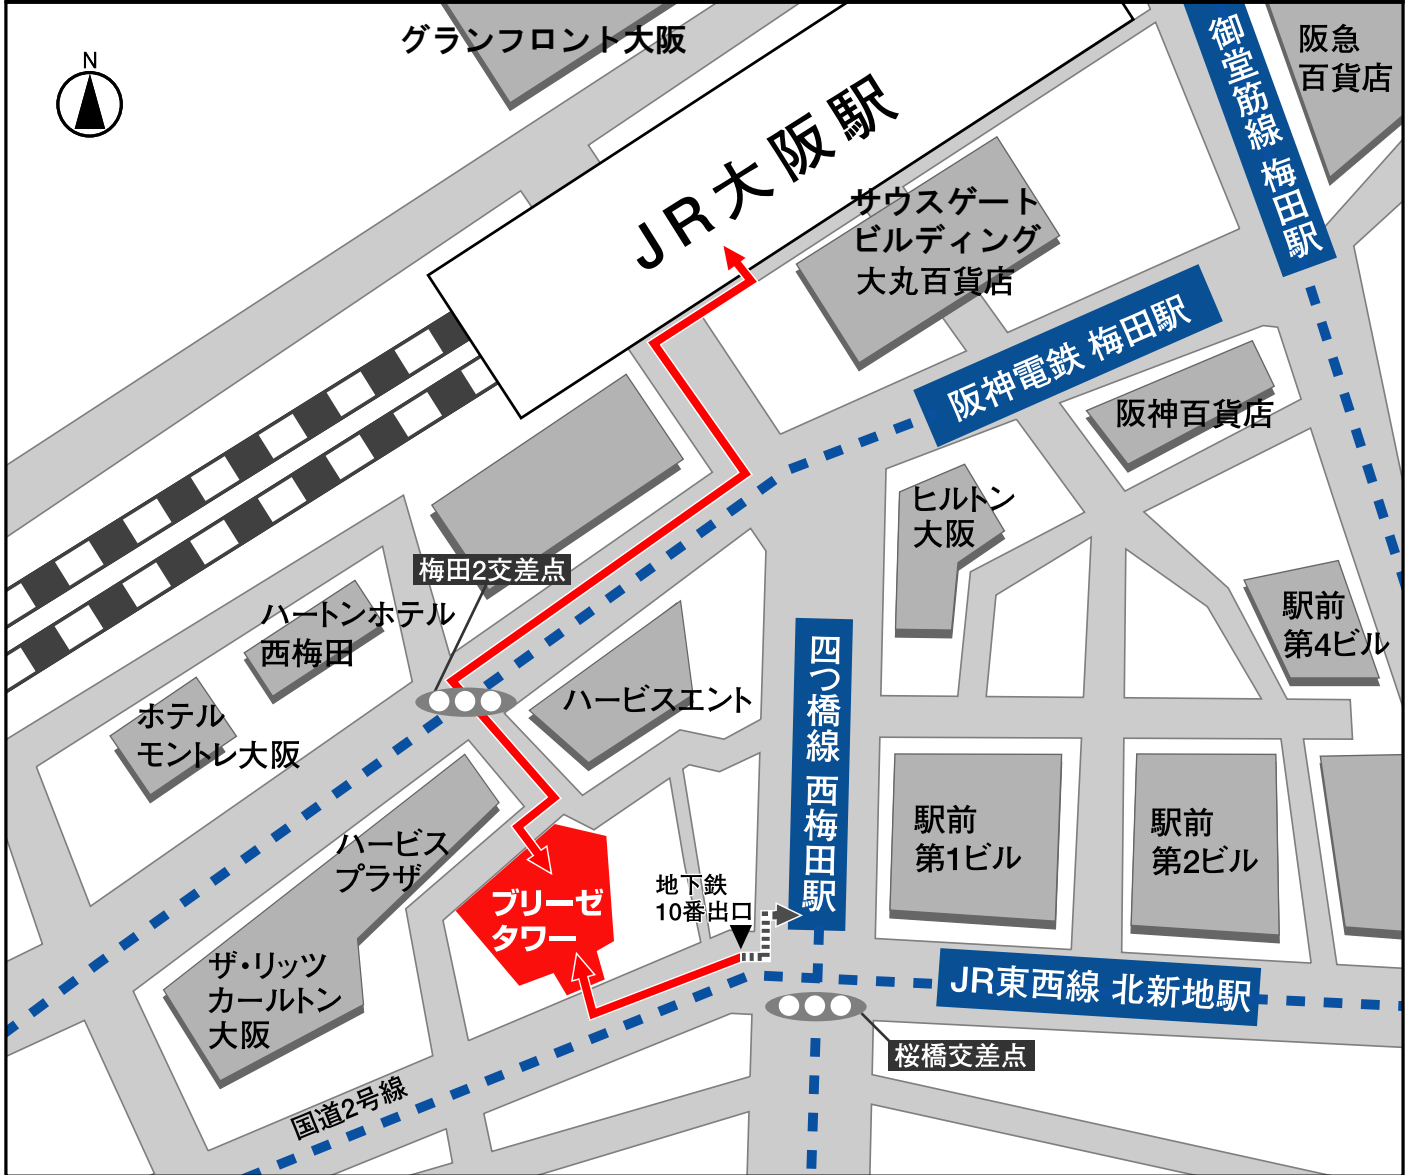 N
グランフロント大阪
JR大阪駅
御堂筋線 梅田駅
阪急
百貨店
サウスゲート
ビルディング
大丸百貨店
阪神電鉄 梅田駅
阪神百貨店
ヒルトン
大阪
梅田2交差点
ハートンホテル
西梅田
駅前
第4ビル
ホテル
モントレ大阪
ハービスエント
四つ橋線 西梅田駅
ハービス
プラザ
駅前
第1ビル
駅前
第2ビル
ブリーゼ
タワー
地下鉄
10番出口
ザ・リッツ
カールトン
大阪
JR東西線 北新地駅
桜橋交差点
国道2号線